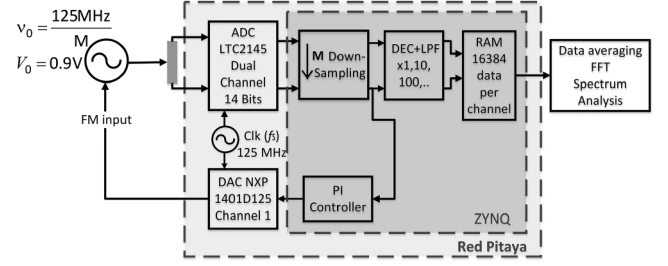 ν₀ = 125MHz
M
V₀ = 0.9V
FM input
ADC
LTC2145
Dual
Channel
14 Bits
Clk (fs)
125 MHz
DAC NXP
1401D125
Channel 1
M Down-
Sampling
DEC+LPF
x1,10,
100,..
RAM
16384
data
per
channel
PI
Controller
ZYNQ
Red Pitaya
Data averaging
FFT
Spectrum
Analysis